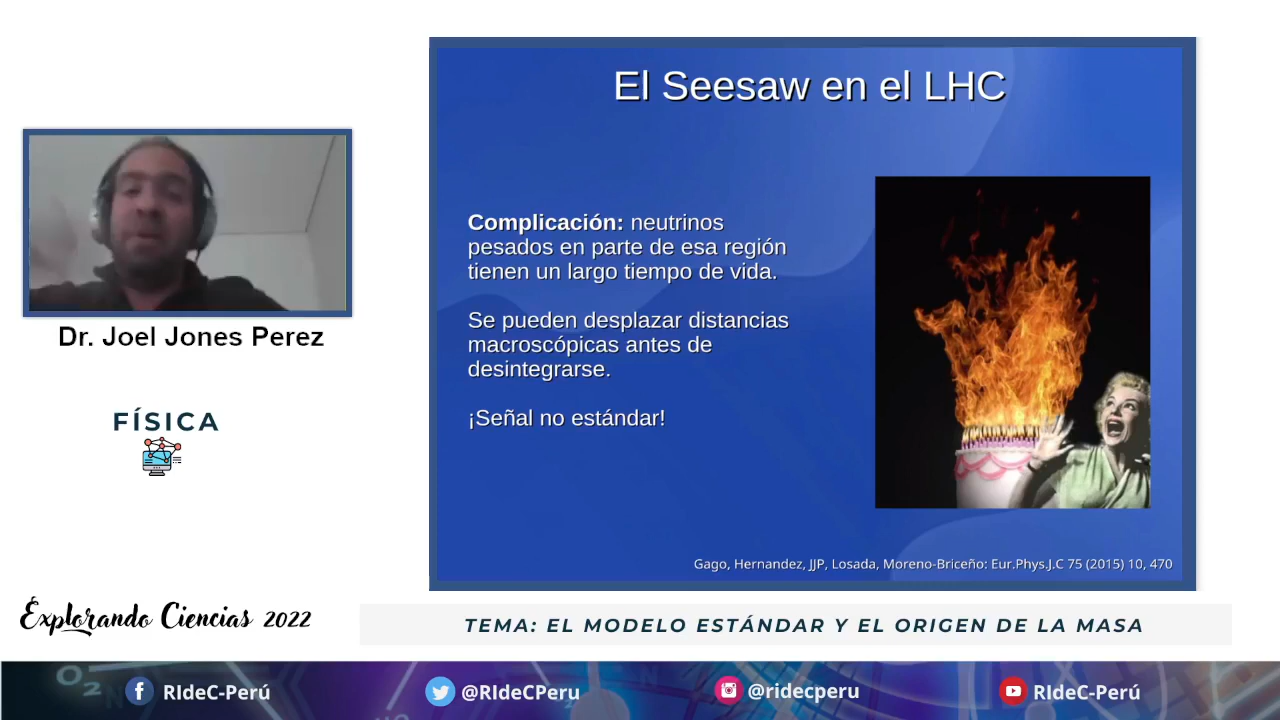 El Seesaw en el LHC
Complicación: neutrinos
pesados en parte de esa región
tienen un largo tiempo de vida.
Se pueden desplazar distancias
macroscópicas antes de
desintegrarse.
¡Señal no estándar!
Gago, Hernandez, JJP, Losada, Moreno-Briceño: Eur.Phys.J.C 75 (2015) 10, 470
Dr. Joel Jones Perez
FÍSICA
Explorando Ciencias 2022
TEMA: EL MODELO ESTÁNDAR Y EL ORIGEN DE LA MASA
O2
N
RIdeC-Perú
@RIdeCPeru
@ridecperu
RIdeC-Perú